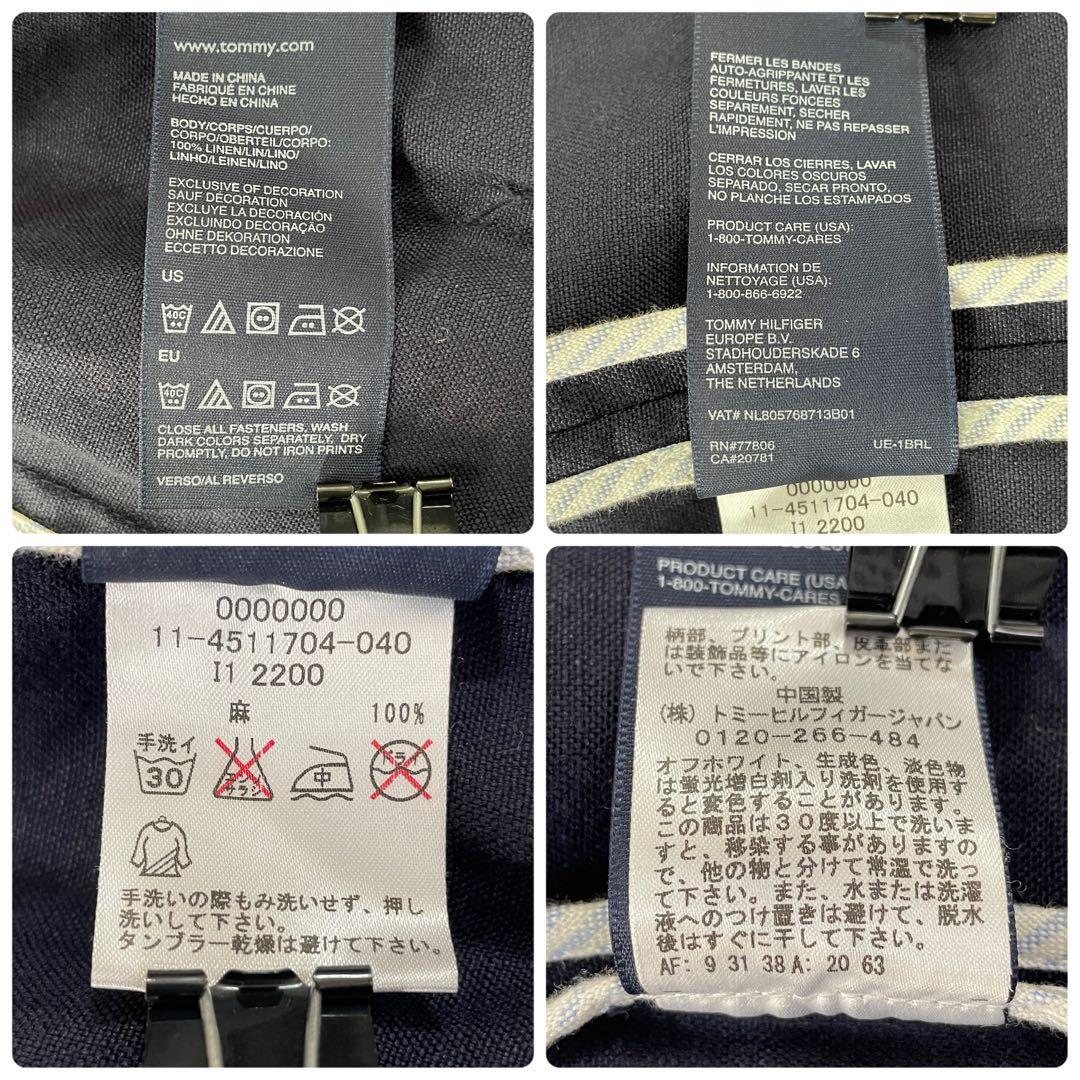 www.tommy.com
MADE IN CHINA
FABRIQUÉ EN CHINE
HECHO EN CHINA
BODY/CORPS/CUERPO/
CORPO/OBERTEIL/CORPO:
100% LINEN/LIN/LINO/
LINHO/LEINEN/LINO
EXCLUSIVE OF DECORATION
SAUF DÉCORATION
EXCLUYE LA DECORACIÓN
EXCLUINDO DECORAÇÃO
OHNE DEKORATION
ECCETTO DECORAZIONE
US
40C
EU
40C
CLOSE ALL FASTENERS, WASH
DARK COLORS SEPARATELY, DRY
PROMPTLY, DO NOT IRON PRINTS
VERSO/AL REVERSO
FERMER LES BANDES
AUTO-AGRIPPANTE ET LES
FERMETURES, LAVER LES
COULEURS FONCEES
SEPAREMENT, SECHER
RAPIDEMENT, NE PAS REPASSER
L'IMPRESSION
CERRAR LOS CIERRES, LAVAR
LOS COLORES OSCUROS
SEPARADO, SECAR PRONTO,
NO PLANCHE LOS ESTAMPADOS
PRODUCT CARE (USA):
1-800-TOMMY-CARES
INFORMATION DE
NETTOYAGE (USA):
1-800-866-6922
TOMMY HILFIGER
EUROPE B.V.
STADHOUDERSKADE 6
AMSTERDAM,
THE NETHERLANDS
VAT# NL805768713B01
RN#77806 UE-1BRL
CA#20781
0000000
11-4511704-040
I1 2200
0000000
11-4511704-040
I1 2200
麻 100%
手洗イ
30
エンソ
サラシ
中
ドライ
手洗いの際もみ洗いせず、押し
洗いして下さい。
タンブラー乾燥は避けて下さい。
PRODUCT CARE (USA
1-800-TOMMY-CARES
柄部、プリント部、皮革部また
は装飾品等にアイロンを当てな
いで下さい。
中国製
(株)トミーヒルフィガージャパン
0120-266-484
オフホワイト、生成色、淡色物
は蛍光増白剤入り洗剤を使用す
ると変色することがあります。
この商品は30度以上で洗いま
すと、移染する事がありますの
で、他の物と分けて常温で洗っ
て下さい。また、水または洗濯
液へのつけ置きは避けて、脱水
後はすぐに干して下さい。
AF: 9 31 38 A: 20 63